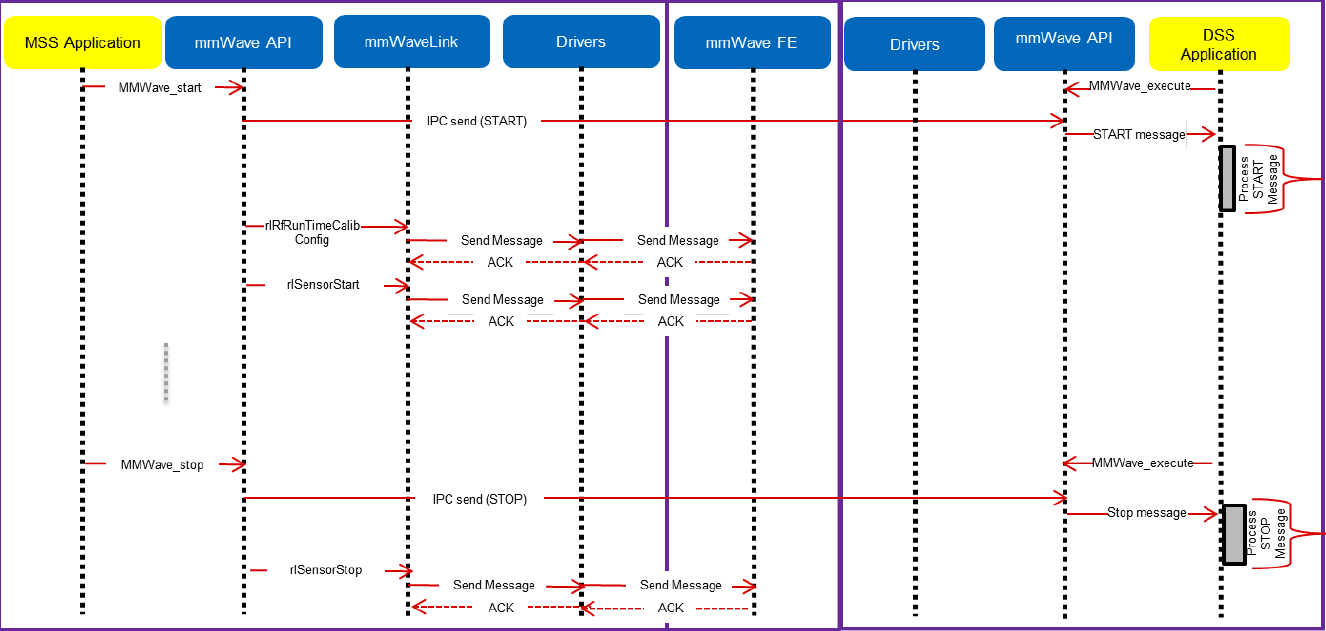 MSS Application
mmWave API
mmWaveLink
Drivers
mmWave FE
Drivers
mmWave API
DSS
Application
MMWave_start
MMWave_execute
IPC send (START)
START message
Process
START
Message
rlRfRunTimeCalib
Config
Send Message
Send Message
ACK
ACK
rlSensorStart
Send Message
Send Message
ACK
ACK
MMWave_stop
MMWave_execute
IPC send (STOP)
Stop message
Process
STOP
Message
rlSensorStop
Send Message
Send Message
ACK
ACK